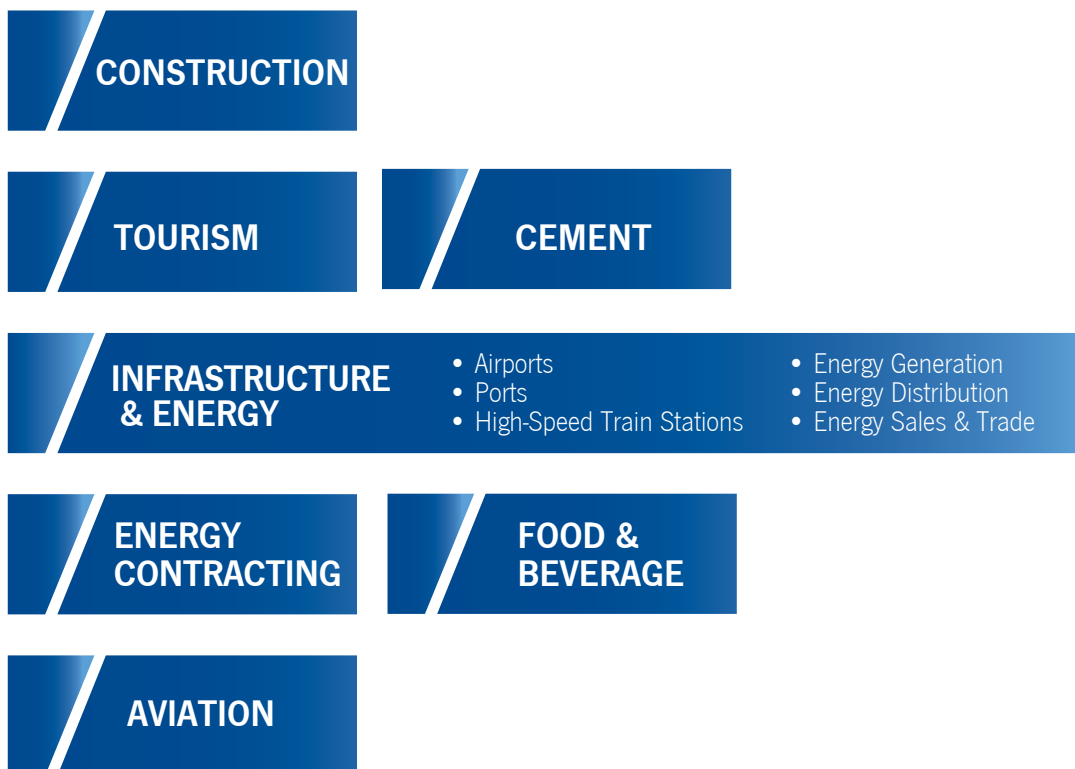 CONSTRUCTION
TOURISM
CEMENT
INFRASTRUCTURE
& ENERGY
• Airports
• Ports
• High-Speed Train Stations
• Energy Generation
• Energy Distribution
• Energy Sales & Trade
ENERGY
CONTRACTING
FOOD &
BEVERAGE
AVIATION